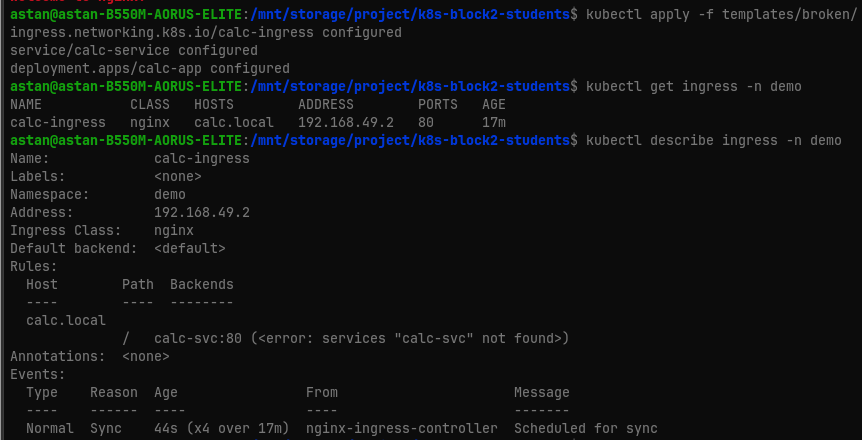 astan@astan-B550M-AORUS-ELITE:/mnt/storage/project/k8s-block2-students$ kubectl apply -f templates/broken/
ingress.networking.k8s.io/calc-ingress configured
service/calc-service configured
deployment.apps/calc-app configured
astan@astan-B550M-AORUS-ELITE:/mnt/storage/project/k8s-block2-students$ kubectl get ingress -n demo
NAME           CLASS   HOSTS        ADDRESS        PORTS   AGE
calc-ingress   nginx   calc.local   192.168.49.2   80      17m
astan@astan-B550M-AORUS-ELITE:/mnt/storage/project/k8s-block2-students$ kubectl describe ingress -n demo
Name:             calc-ingress
Labels:           <none>
Namespace:        demo
Address:          192.168.49.2
Ingress Class:    nginx
Default backend:  <default>
Rules:
  Host        Path  Backends
  ----        ----  --------
  calc.local
              /   calc-svc:80 (<error: services "calc-svc" not found>)
Annotations:  <none>
Events:
  Type    Reason  Age                From                      Message
  ----    ------  ----               ----                      -------
  Normal  Sync    44s (x4 over 17m)  nginx-ingress-controller  Scheduled for sync